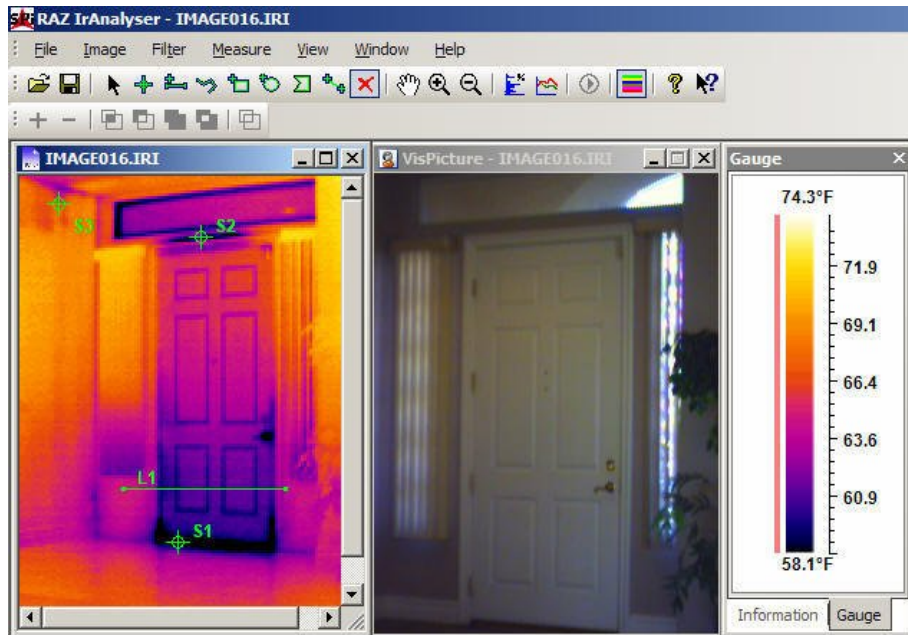 RAZ IrAnalyser - IMAGE016.IRI
File Image Filter Measure View Window Help
IMAGE016.IRI
VisPicture - IMAGE016.IRI
Gauge
S3
S2
L1
S1
74.3°F
71.9
69.1
66.4
63.6
60.9
58.1°F
Information Gauge